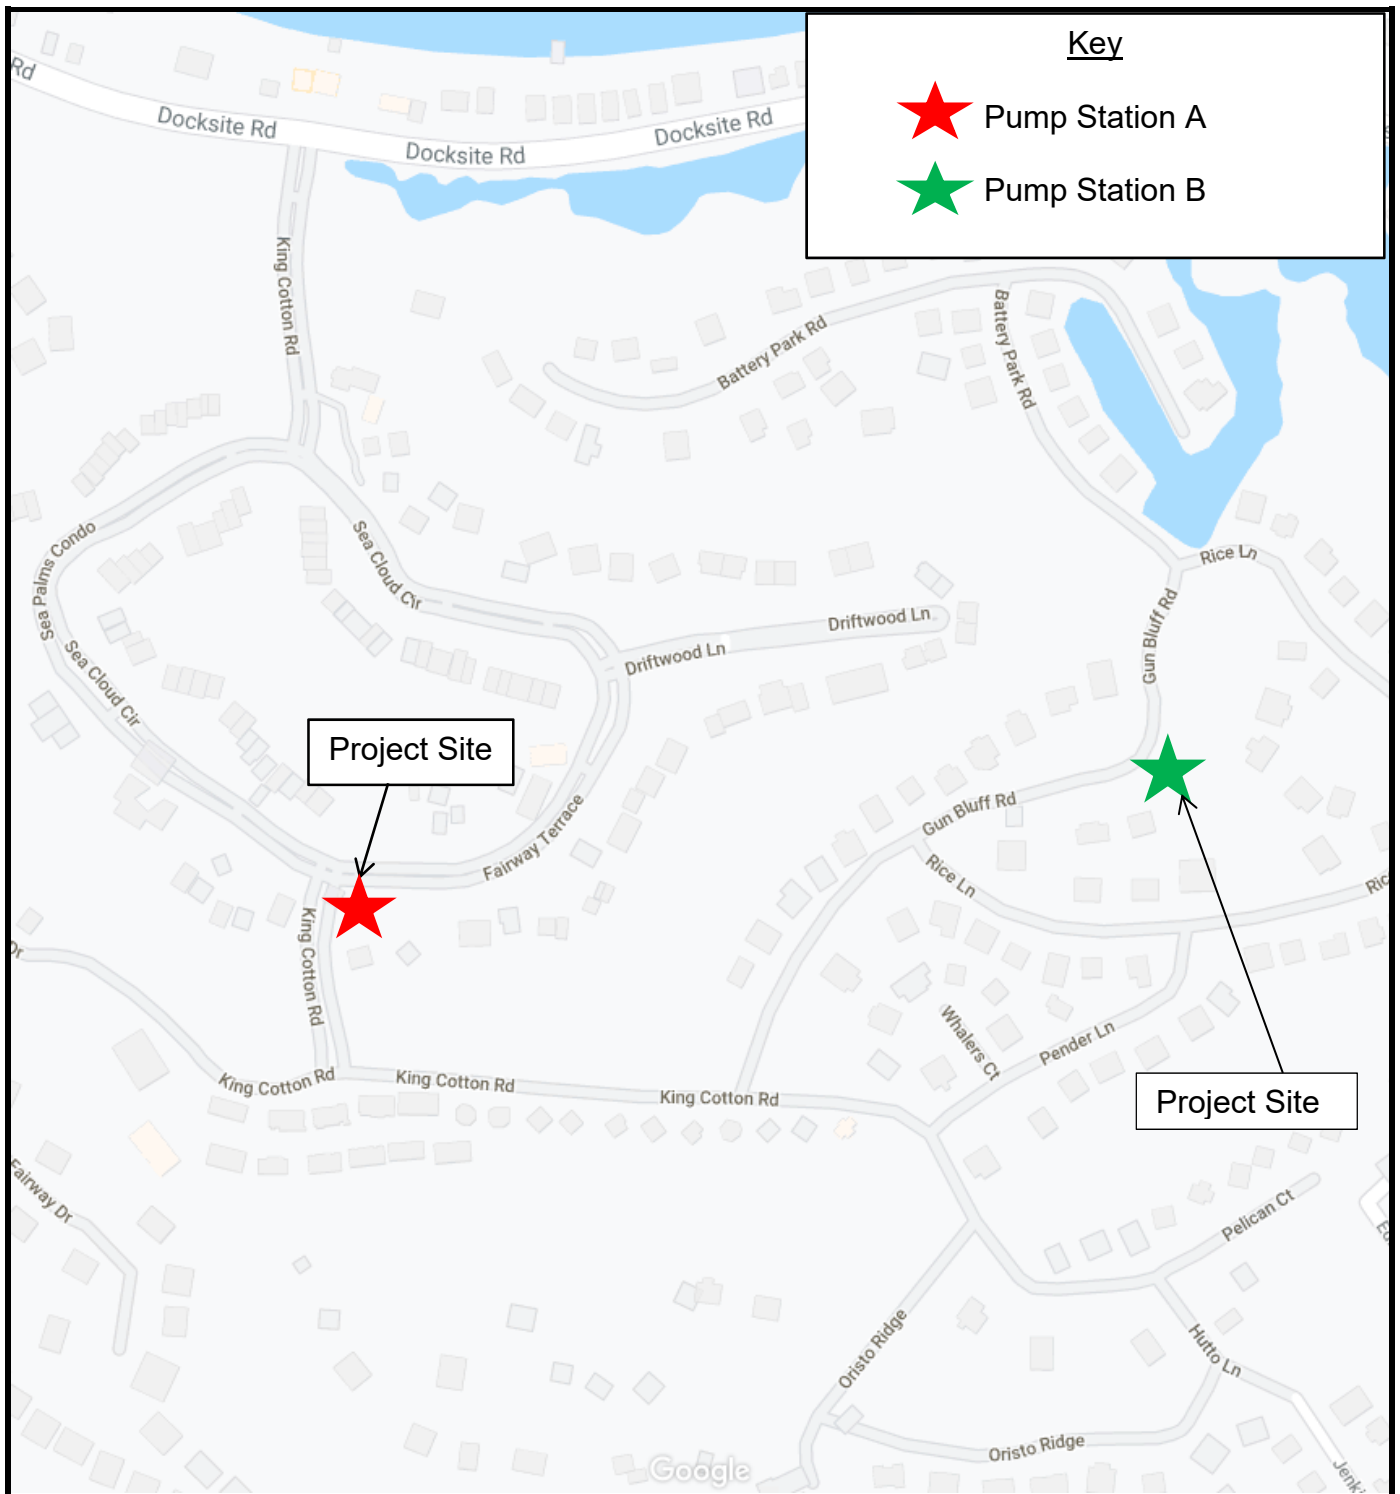 Key
Pump Station A
Pump Station B
Rd
Docksite Rd
Docksite Rd
Docksite Rd
King Cotton Rd
Battery Park Rd
Battery Park Rd
Sea Palms Condo
Sea Cloud Cir
Rice Ln
Gun Bluff Rd
Driftwood Ln
Driftwood Ln
Sea Cloud Cir
Project Site
Gun Bluff Rd
Fairway Terrace
Rice Ln
King Cotton Rd
Dr
Whalers Ct
Pender Ln
King Cotton Rd
King Cotton Rd
King Cotton Rd
Project Site
Fairway Dr
Pelican Ct
Oristo Ridge
Hutto Ln
Oristo Ridge
Google